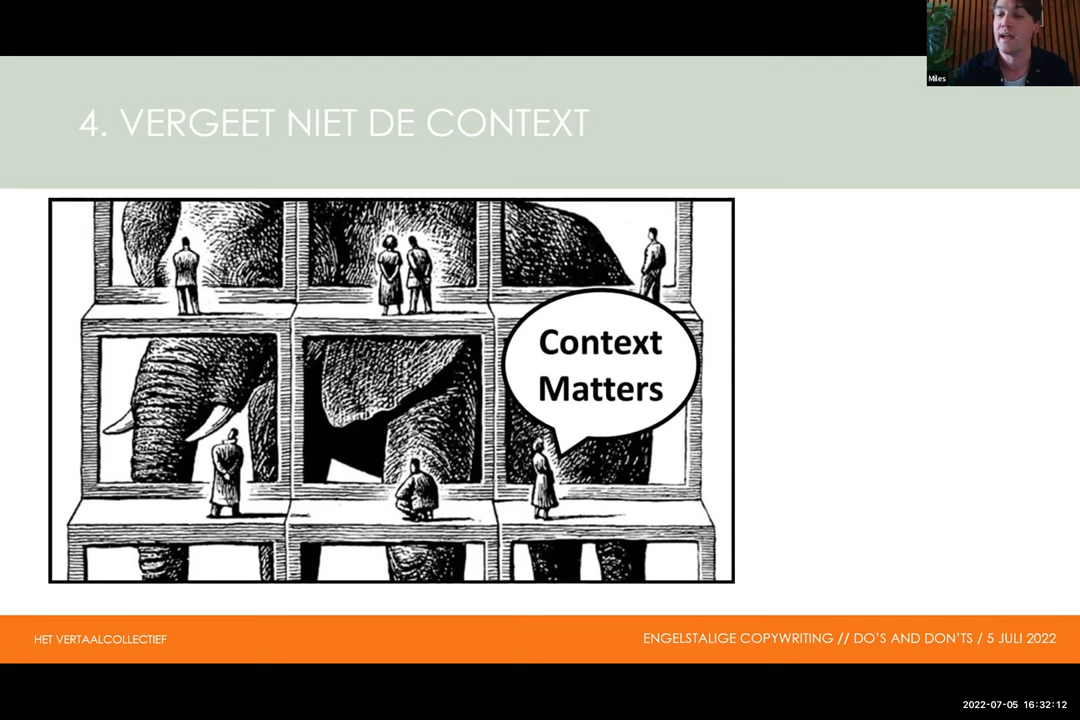 Miles
4. VERGEET NIET DE CONTEXT
Context
Matters
HET VERTAALCOLLECTIEF
ENGELSTALIGE COPYWRITING // DO'S AND DON'TS / 5 JULI 2022
2022-07-05 16:32:12